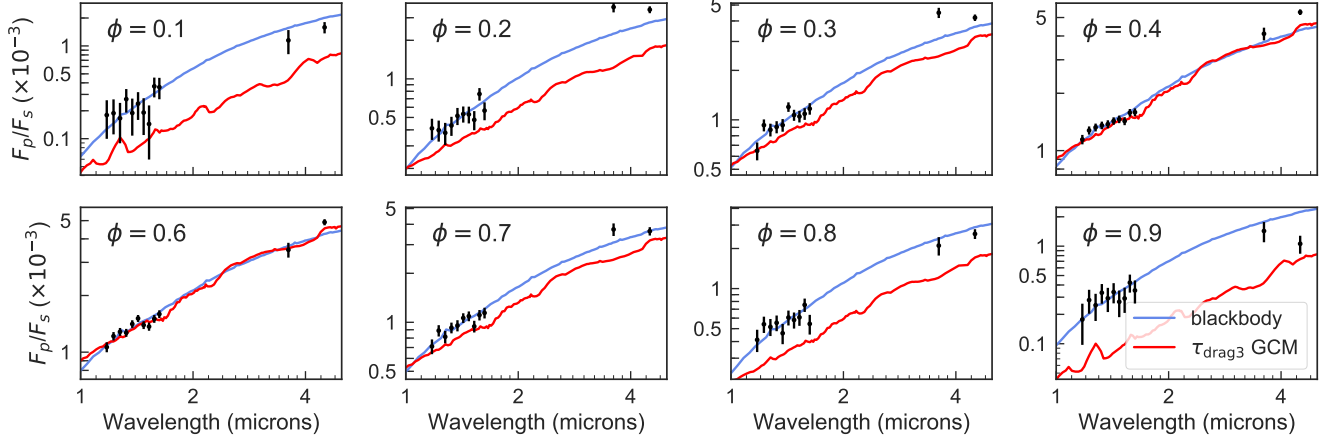 ϕ = 0.1
ϕ = 0.2
ϕ = 0.3
ϕ = 0.4
F_p/F_s (×10⁻³)
1
0.5
0.1
1
0.5
5
1
0.5
5
1
ϕ = 0.6
ϕ = 0.7
ϕ = 0.8
ϕ = 0.9
F_p/F_s (×10⁻³)
5
1
5
1
0.5
1
0.5
1
0.5
0.1
blackbody
τ_drag3 GCM
1 2 4
1 2 4
1 2 4
1 2 4
Wavelength (microns)
Wavelength (microns)
Wavelength (microns)
Wavelength (microns)